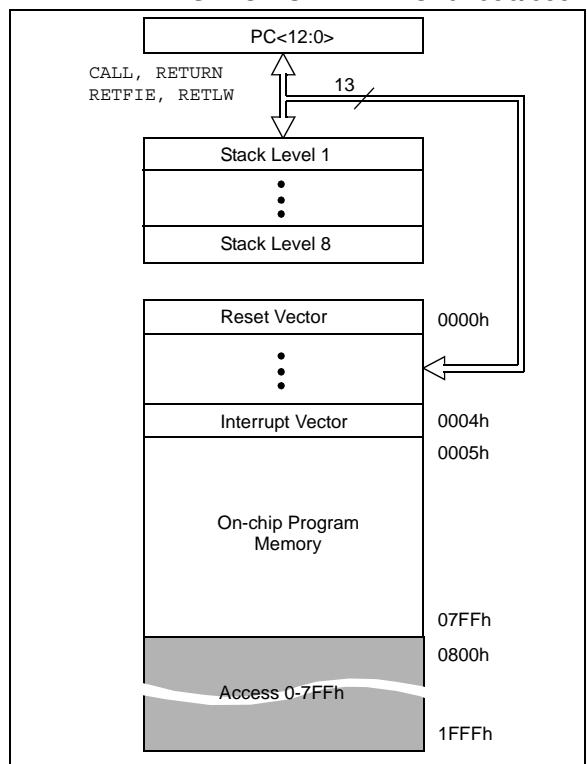 PC<12:0>
CALL, RETURN
RETFIE, RETLW
13
Stack Level 1
Stack Level 8
Reset Vector
0000h
Interrupt Vector
0004h
0005h
On-chip Program
Memory
07FFh
0800h
Access 0-7FFh
1FFFh